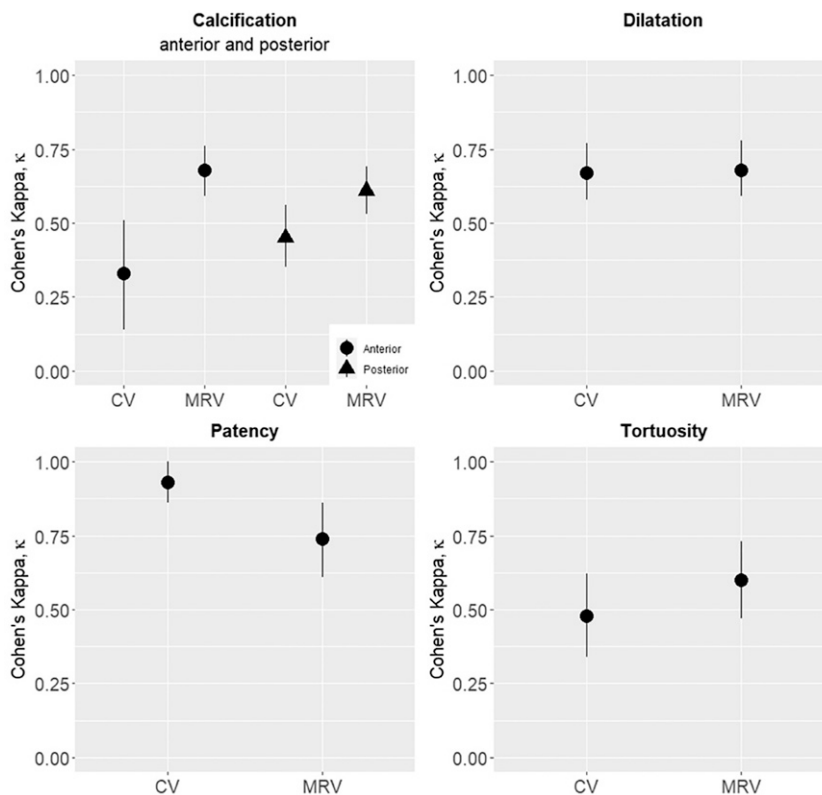 Calcification
anterior and posterior
Cohen's Kappa, κ
1.00
0.75
0.50
0.25
0.00
Anterior
Posterior
CV MRV CV MRV
Dilatation
Cohen's Kappa, κ
1.00
0.75
0.50
0.25
0.00
CV MRV
Patency
Cohen's Kappa, κ
1.00
0.75
0.50
0.25
0.00
CV MRV
Tortuosity
Cohen's Kappa, κ
1.00
0.75
0.50
0.25
0.00
CV MRV